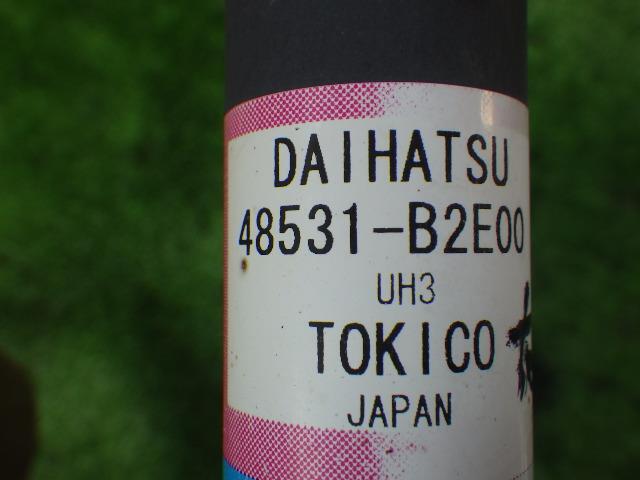 DAIHATSU
48531-B2E00
UH3
TOKICO
JAPAN